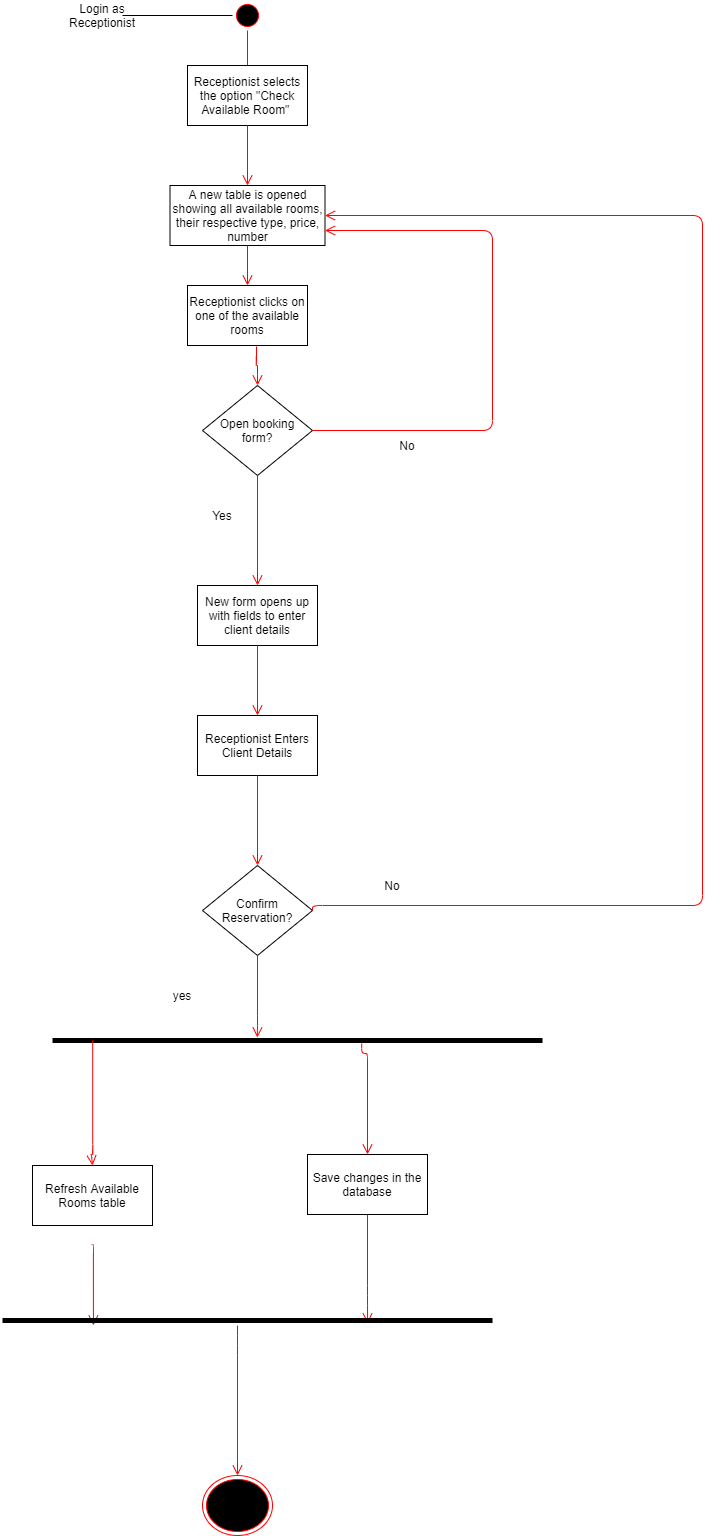 Login as
Receptionist
Receptionist selects
the option "Check
Available Room"
A new table is opened
showing all available rooms,
their respective type, price,
number
Receptionist clicks on
one of the available
rooms
Open booking
form?
No
Yes
New form opens up
with fields to enter
client details
Receptionist Enters
Client Details
No
Confirm
Reservation?
yes
Refresh Available
Rooms table
Save changes in the
database